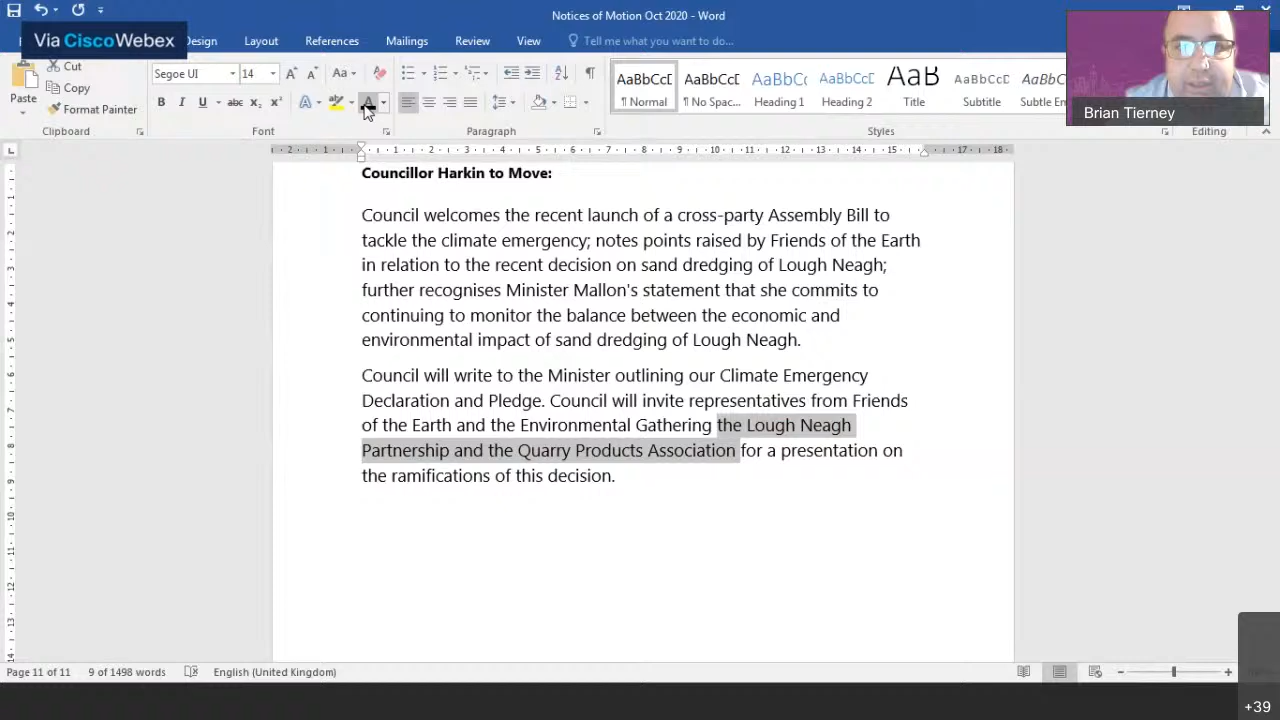 Notices of Motion Oct 2020 - Word
Via CiscoWebex
Design
Layout
References
Mailings
Review
View
Tell me what you want to do...
Cut
Copy
Format Painter
Paste
Clipboard
Segoe UI
14
Font
Paragraph
AaBbCcD
¶ Normal
AaBbCcD
¶ No Spac...
AaBbCc
Heading 1
AaBbCcD
Heading 2
AaB
Title
AaBbCcD
Subtitle
AaBbCcD
Subtle Em
Styles
Editing
Brian Tierney
Councillor Harkin to Move:
Council welcomes the recent launch of a cross-party Assembly Bill to
tackle the climate emergency; notes points raised by Friends of the Earth
in relation to the recent decision on sand dredging of Lough Neagh;
further recognises Minister Mallon's statement that she commits to
continuing to monitor the balance between the economic and
environmental impact of sand dredging of Lough Neagh.
Council will write to the Minister outlining our Climate Emergency
Declaration and Pledge. Council will invite representatives from Friends
of the Earth and the Environmental Gathering the Lough Neagh
Partnership and the Quarry Products Association for a presentation on
the ramifications of this decision.
Page 11 of 11
9 of 1498 words
English (United Kingdom)
+39